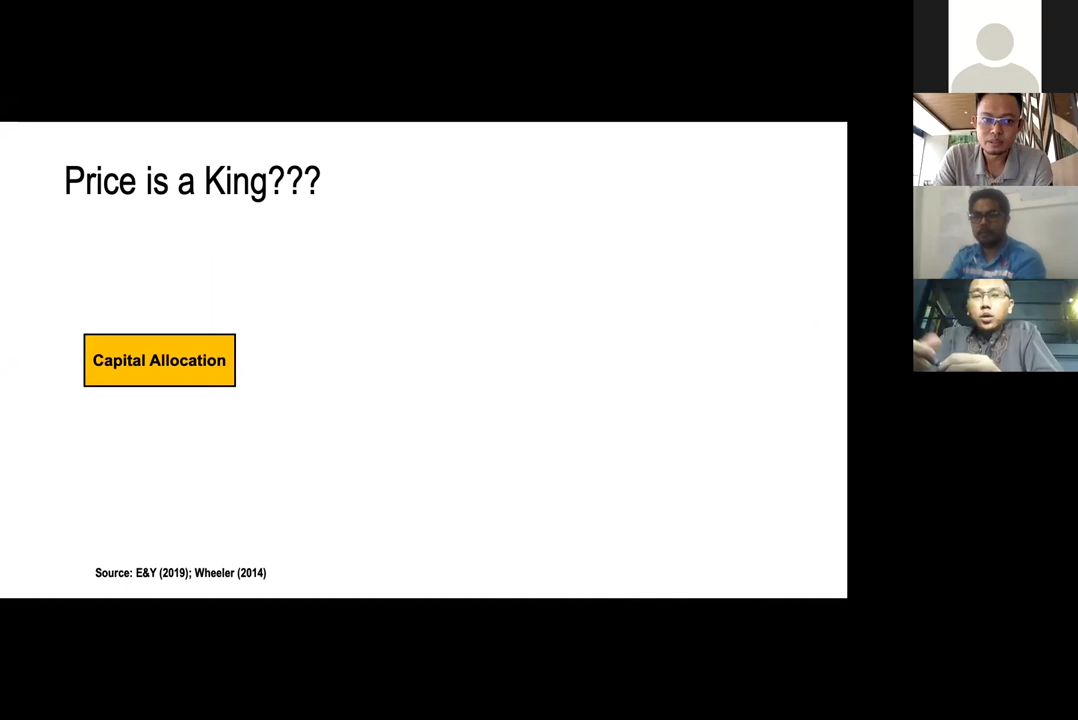 Price is a King???
Capital Allocation
Source: E&Y (2019); Wheeler (2014)